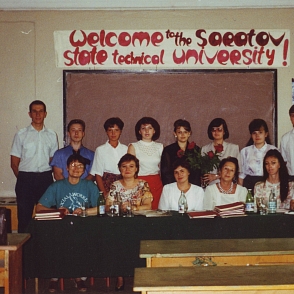 Welcome to the Saratov
State technical University!